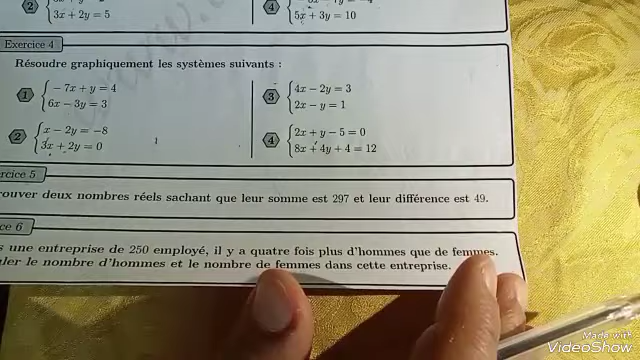 2 3x + 2y = 5
4 5x + 3y = 10
Exercice 4
Résoudre graphiquement les systèmes suivants :
1 { -7x + y = 4
6x − 3y = 3
3 { 4x − 2y = 3
2x − y = 1
2 { x − 2y = −8
3x + 2y = 0
4 { 2x + y − 5 = 0
8x + 4y + 4 = 12
rcice 5
rouver deux nombres réels sachant que leur somme est 297 et leur différence est 49.
ce 6
s une entreprise de 250 employé, il y a quatre fois plus d'hommes que de femmes.
uler le nombre d'hommes et le nombre de femmes dans cette entreprise.
Made with
VideoShow